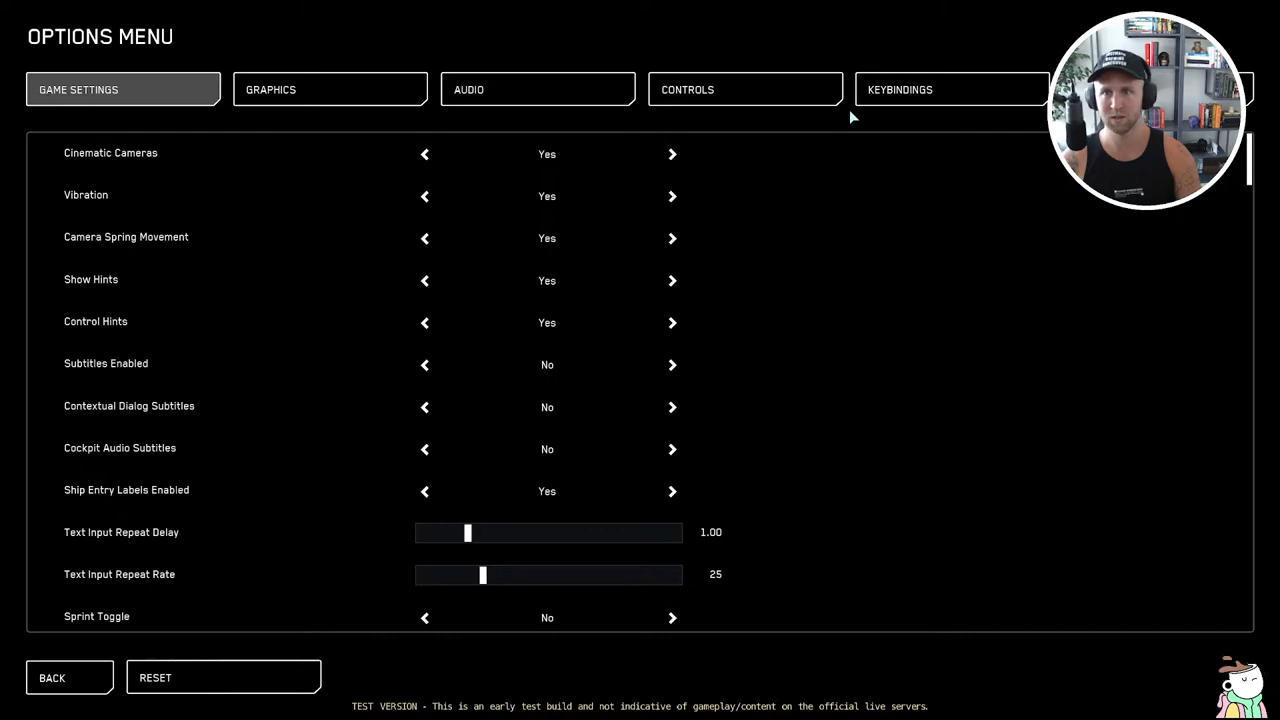 OPTIONS MENU
GAME SETTINGS
GRAPHICS
AUDIO
CONTROLS
KEYBINDINGS
Cinematic Cameras
Yes
Vibration
Yes
Camera Spring Movement
Yes
Show Hints
Yes
Control Hints
Yes
Subtitles Enabled
No
Contextual Dialog Subtitles
No
Cockpit Audio Subtitles
No
Ship Entry Labels Enabled
Yes
Text Input Repeat Delay
1.00
Text Input Repeat Rate
25
Sprint Toggle
No
BACK
RESET
TEST VERSION - This is an early test build and not indicative of gameplay/content on the official live servers.